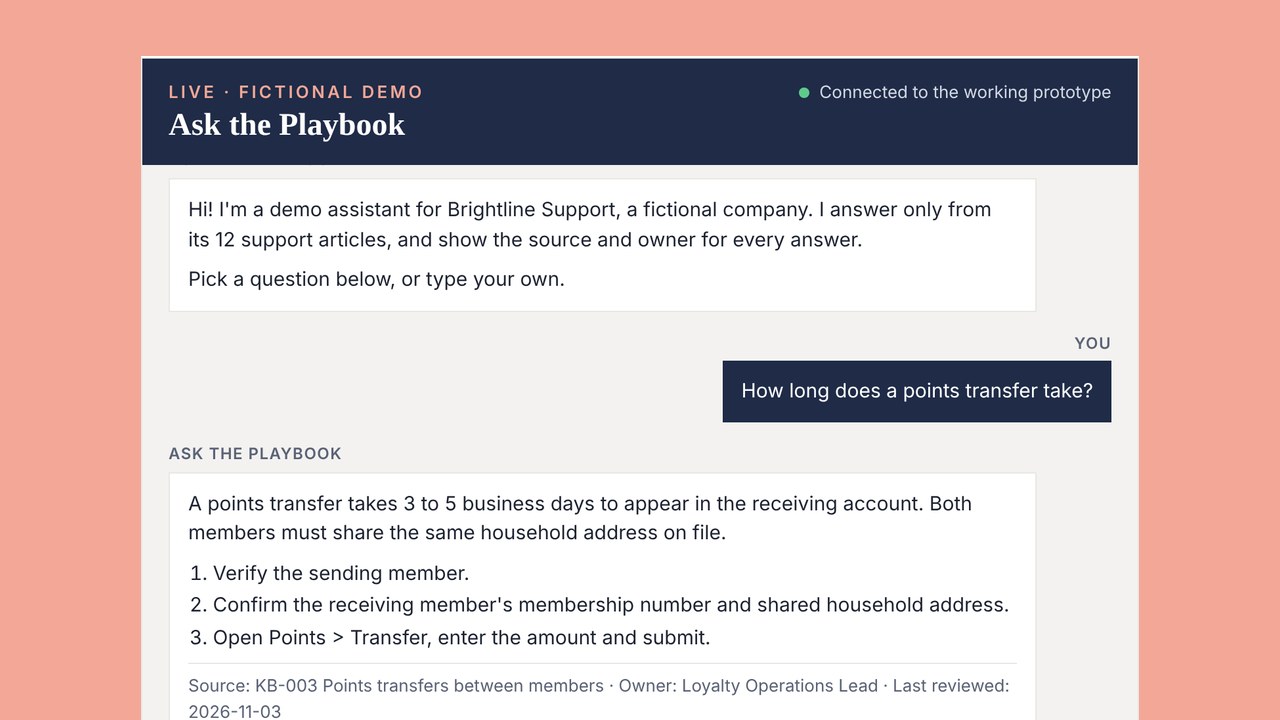 LIVE · FICTIONAL DEMO
Connected to the working prototype
Ask the Playbook
Hi! I'm a demo assistant for Brightline Support, a fictional company. I answer only from
its 12 support articles, and show the source and owner for every answer.
Pick a question below, or type your own.
YOU
How long does a points transfer take?
ASK THE PLAYBOOK
A points transfer takes 3 to 5 business days to appear in the receiving account. Both
members must share the same household address on file.
1. Verify the sending member.
2. Confirm the receiving member's membership number and shared household address.
3. Open Points > Transfer, enter the amount and submit.
Source: KB-003 Points transfers between members · Owner: Loyalty Operations Lead · Last reviewed:
2026-11-03